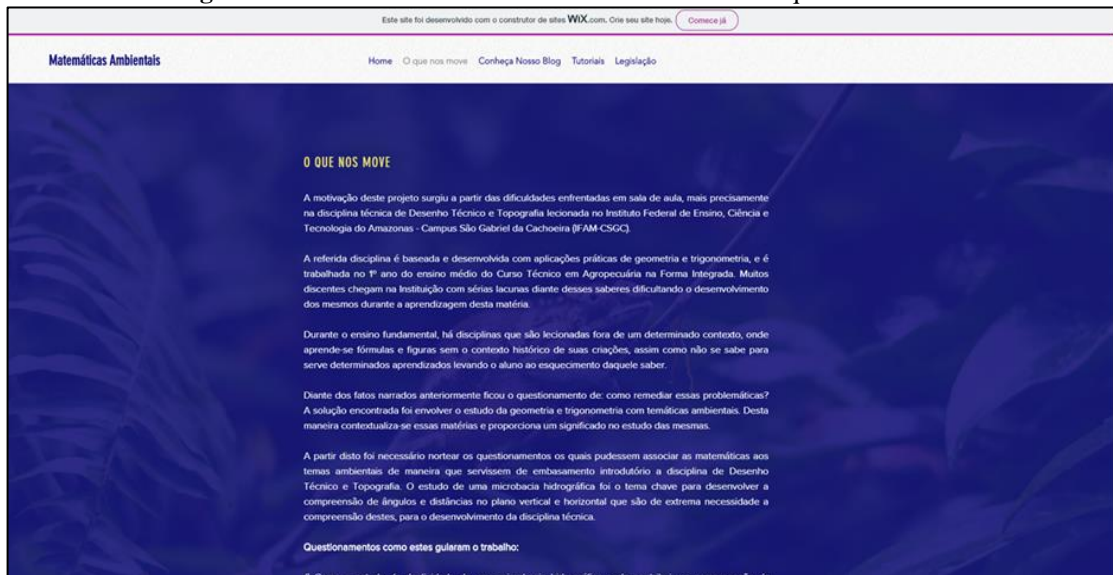 Este site foi desenvolvido com o construtor de sites WiX.com. Crie seu site hoje. Comece já
Matemáticas Ambientais
Home O que nos move Conheça Nosso Blog Tutoriais Legislação
O QUE NOS MOVE
A motivação deste projeto surgiu a partir das dificuldades enfrentadas em sala de aula, mais precisamente
na disciplina técnica de Desenho Técnico e Topografia lecionada no Instituto Federal de Ensino, Ciência e
Tecnologia do Amazonas - Campus São Gabriel da Cachoeira (IFAM-CSGC).
A referida disciplina é baseada e desenvolvida com aplicações práticas de geometria e trigonometria, e é
trabalhada no 1º ano do ensino médio do Curso Técnico em Agropecuária na Forma Integrada. Muitos
discentes chegam na Instituição com sérias lacunas diante desses saberes dificultando o desenvolvimento
dos mesmos durante a aprendizagem desta matéria.
Durante o ensino fundamental, há disciplinas que são lecionadas fora de um determinado contexto, onde
aprende-se fórmulas e figuras sem o contexto histórico de suas criações, assim como não se sabe para
serve determinados aprendizados levando o aluno ao esquecimento daquele saber.
Diante dos fatos narrados anteriormente ficou o questionamento de: como remediar essas problemáticas?
A solução encontrada foi envolver o estudo da geometria e trigonometria com temáticas ambientais. Desta
maneira contextualiza-se essas matérias e proporciona um significado no estudo das mesmas.
A partir disto foi necessário nortear os questionamentos os quais pudessem associar as matemáticas aos
temas ambientais de maneira que servissem de embasamento introdutório a disciplina de Desenho
Técnico e Topografia. O estudo de uma microbacia hidrográfica foi o tema chave para desenvolver a
compreensão de ângulos e distâncias no plano vertical e horizontal que são de extrema necessidade a
compreensão destes, para o desenvolvimento da disciplina técnica.
Questionamentos como estes guiaram o trabalho: